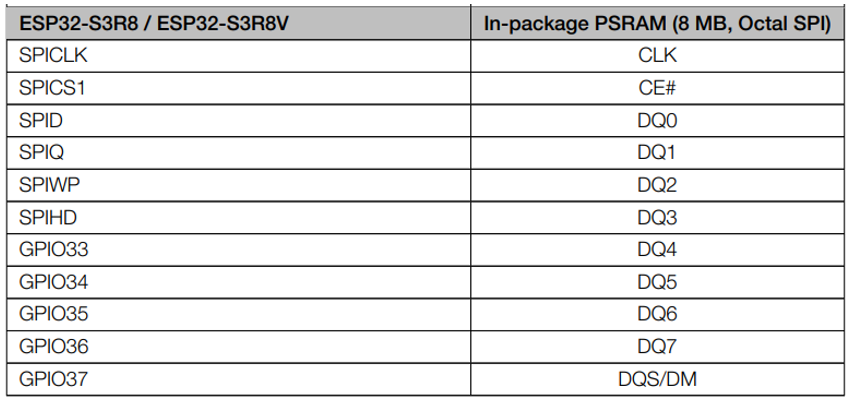 ESP32-S3R8 / ESP32-S3R8V In-package PSRAM (8 MB, Octal SPI)
SPICLK CLK
SPICS1 CE#
SPID DQ0
SPIQ DQ1
SPIWP DQ2
SPIHD DQ3
GPIO33 DQ4
GPIO34 DQ5
GPIO35 DQ6
GPIO36 DQ7
GPIO37 DQS/DM